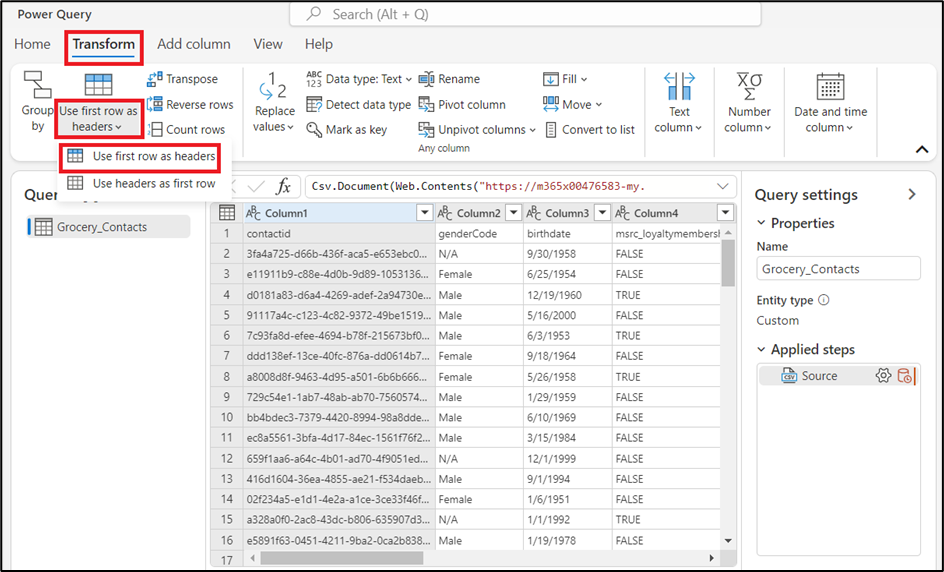 Power Query
Search (Alt + Q)
Home Transform Add column View Help
Group by
Use first row as headers
Transpose
Reverse rows
Count rows
Use first row as headers
Use headers as first row
Replace values
ABC 123 Data type: Text
Detect data type
Mark as key
Rename
Pivot column
Unpivot columns
Any column
Fill
Move
Convert to list
Text column
Number column
Date and time column
Grocery_Contacts
fx Csv.Document(Web.Contents("https://m365x00476583-my.
Column1 Column2 Column3 Column4
1 contactid genderCode birthdate msrc_loyaltymembersh
2 3fa4a725-d66b-436f-aca5-e653ebc0... N/A 9/30/1958 FALSE
3 e11911b9-c88e-4d0b-9d89-1053136... Female 6/25/1954 FALSE
4 d0181a83-d6a4-4269-adef-2a94730e... Male 12/19/1960 TRUE
5 91117a4c-c123-4c82-9372-49be1519... Male 5/16/2000 FALSE
6 7c93fa8d-efee-4694-b78f-215673bf0... Male 6/3/1953 TRUE
7 ddd138ef-13ce-40fc-876a-dd0614b7... Female 9/18/1964 FALSE
8 a8008d8f-9463-4d95-a501-6b6b666... Female 5/26/1958 TRUE
9 729c54e1-1ab7-48ab-ab70-7560574... Male 1/29/1959 FALSE
10 bb4bdec3-7379-4420-8994-98a8dde... Male 6/10/1969 FALSE
11 ec8a5561-3bfa-4d17-84ec-1561f76f2... Male 3/15/1984 FALSE
12 659f1aa6-a64c-4b01-ad70-4f9051ed... N/A 12/1/1999 FALSE
13 416d1604-36ea-4855-ae21-f534daeb... Male 9/1/1994 FALSE
14 02f234a5-e1d1-4e2a-a1ce-3ce33f46f... Female 1/6/1951 FALSE
15 a328a0f0-2ac8-43dc-b806-635907d3... N/A 1/1/1992 TRUE
16 e5891f63-0451-4211-9ba2-0ca2b838... Male 1/19/1978 FALSE
17
Query settings
Properties
Name
Grocery_Contacts
Entity type
Custom
Applied steps
CSV Source